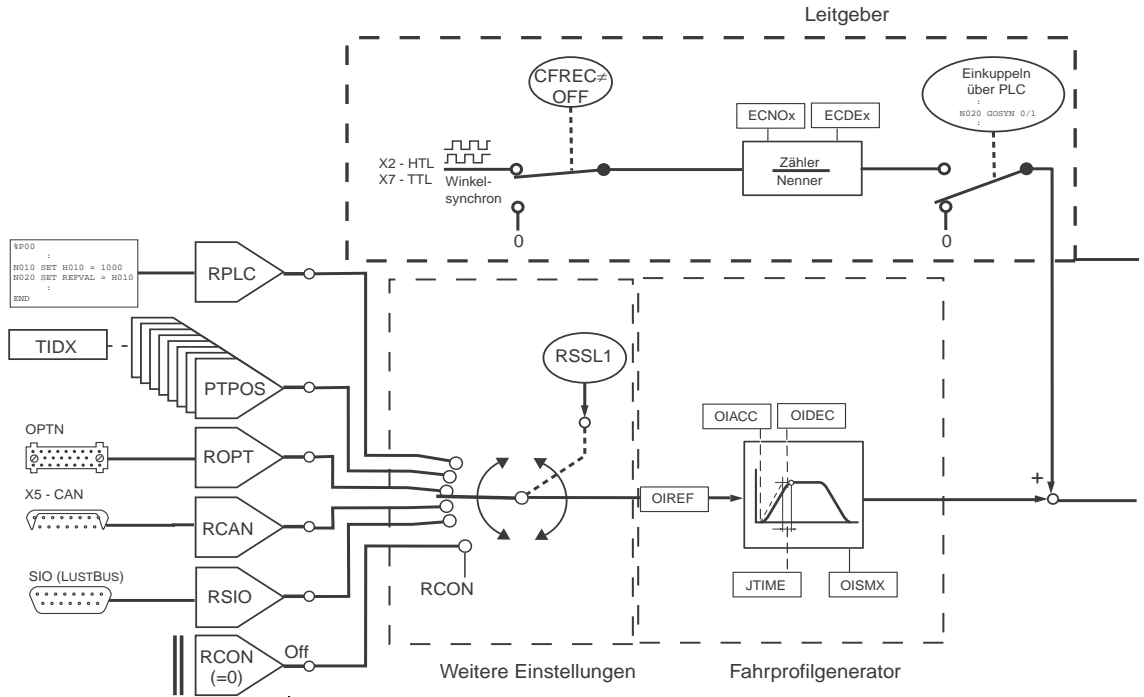 Leitgeber
CFREC≠
OFF
Einkuppeln
über PLC
:
N020 GOSYN 0/1
:
ECNOx
ECDEx
X2 - HTL
X7 - TTL
Winkel-
synchron
Zähler
Nenner
0
0
%P00
:
N010 SET H010 = 1000
N020 SET REFVAL = H010
:
END
RPLC
TIDX
PTPOS
RSSL1
OPTN
ROPT
OIACC
OIDEC
X5 - CAN
RCAN
OIREF
+
SIO (LUSTBUS)
RSIO
RCON
JTIME
OISMX
RCON
(=0)
Off
Weitere Einstellungen
Fahrprofilgenerator